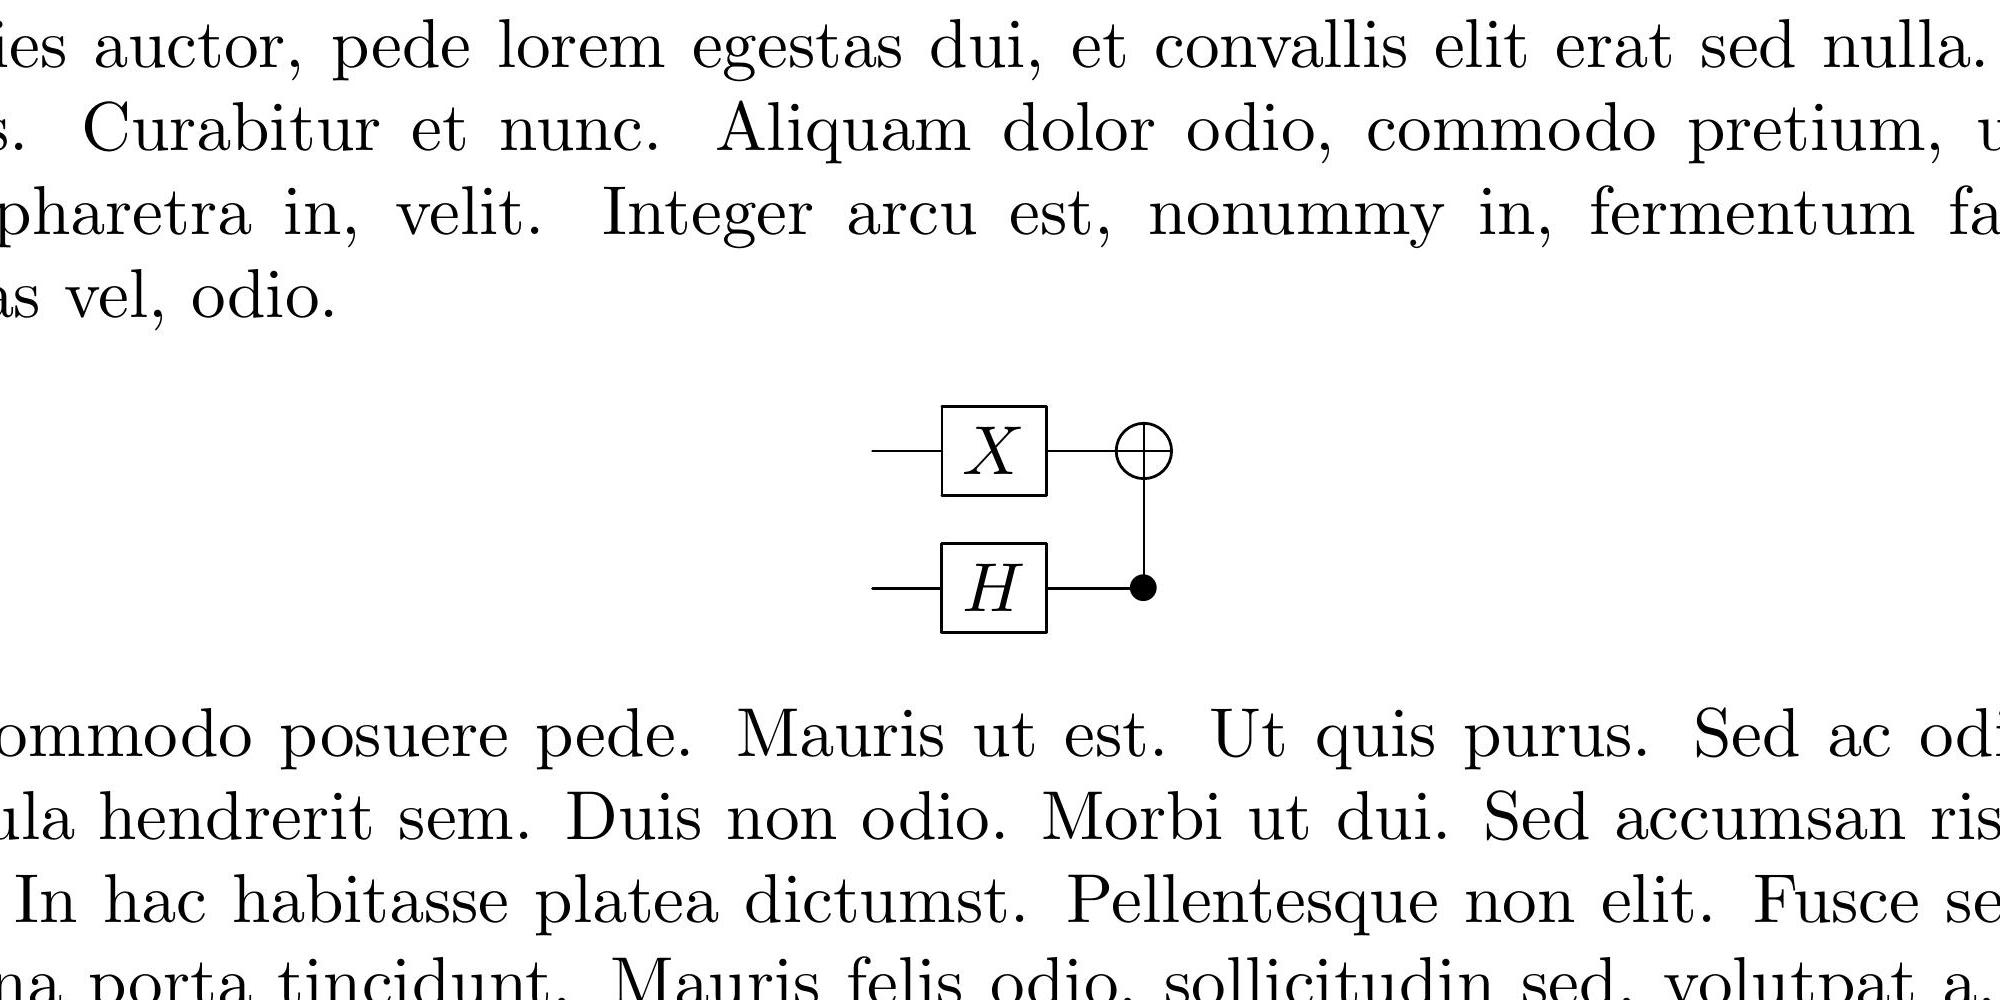 ies auctor, pede lorem egestas dui, et convallis elit erat sed nulla.
s. Curabitur et nunc. Aliquam dolor odio, commodo pretium, u
pharetra in, velit. Integer arcu est, nonummy in, fermentum fa
as vel, odio.
X
H
ommodo posuere pede. Mauris ut est. Ut quis purus. Sed ac odi
ula hendrerit sem. Duis non odio. Morbi ut dui. Sed accumsan ris
In hac habitasse platea dictumst. Pellentesque non elit. Fusce se
na porta tincidunt. Mauris felis odio, sollicitudin sed, volutpat a,